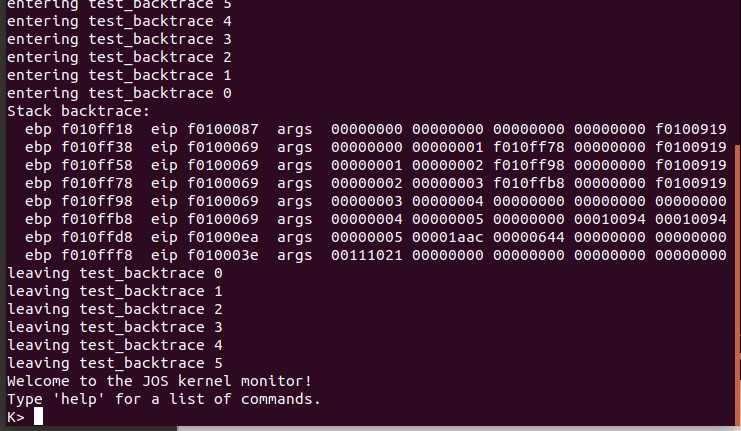 entering test_backtrace 5
entering test_backtrace 4
entering test_backtrace 3
entering test_backtrace 2
entering test_backtrace 1
entering test_backtrace 0
Stack backtrace:
  ebp f010ff18  eip f0100087  args  00000000 00000000 00000000 00000000 f0100919
  ebp f010ff38  eip f0100069  args  00000000 00000001 f010ff78 00000000 f0100919
  ebp f010ff58  eip f0100069  args  00000001 00000002 f010ff98 00000000 f0100919
  ebp f010ff78  eip f0100069  args  00000002 00000003 f010ffb8 00000000 f0100919
  ebp f010ff98  eip f0100069  args  00000003 00000004 00000000 00000000 00000000
  ebp f010ffb8  eip f0100069  args  00000004 00000005 00000000 00010094 00010094
  ebp f010ffd8  eip f01000ea  args  00000005 00001aac 00000644 00000000 00000000
  ebp f010fff8  eip f010003e  args  00111021 00000000 00000000 00000000 00000000
leaving test_backtrace 0
leaving test_backtrace 1
leaving test_backtrace 2
leaving test_backtrace 3
leaving test_backtrace 4
leaving test_backtrace 5
Welcome to the JOS kernel monitor!
Type 'help' for a list of commands.
K>